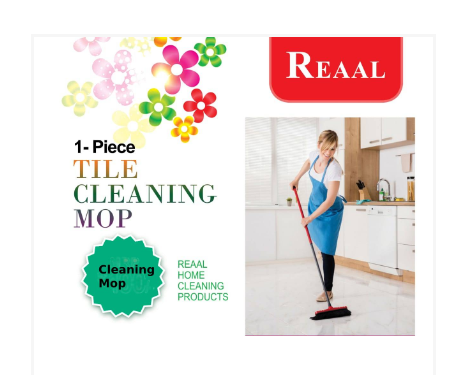 REAAL
1- Piece
TILE
CLEANING
MOP
Cleaning
Mop
REAAL
HOME
CLEANING
PRODUCTS